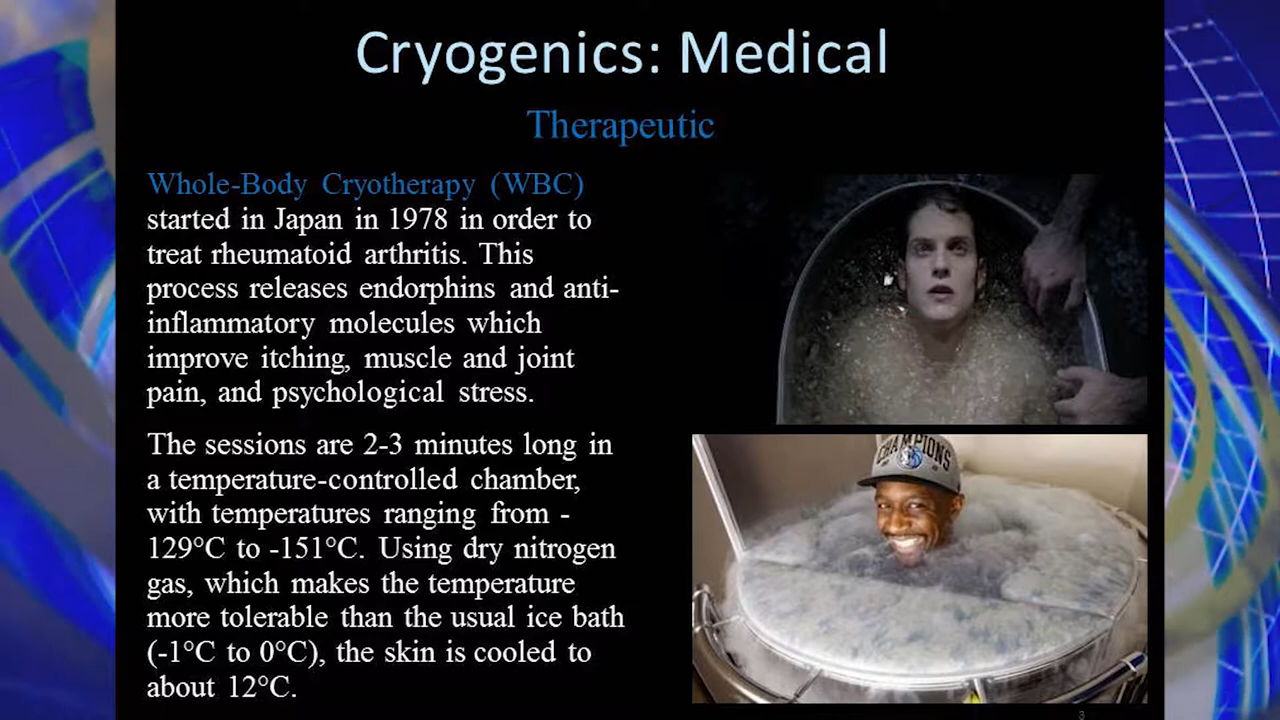 Cryogenics: Medical
Therapeutic
Whole-Body Cryotherapy (WBC)
started in Japan in 1978 in order to
treat rheumatoid arthritis. This
process releases endorphins and anti-
inflammatory molecules which
improve itching, muscle and joint
pain, and psychological stress.
The sessions are 2-3 minutes long in
a temperature-controlled chamber,
with temperatures ranging from -
129°C to -151°C. Using dry nitrogen
gas, which makes the temperature
more tolerable than the usual ice bath
(-1°C to 0°C), the skin is cooled to
about 12°C.
CHAMPIONS
3